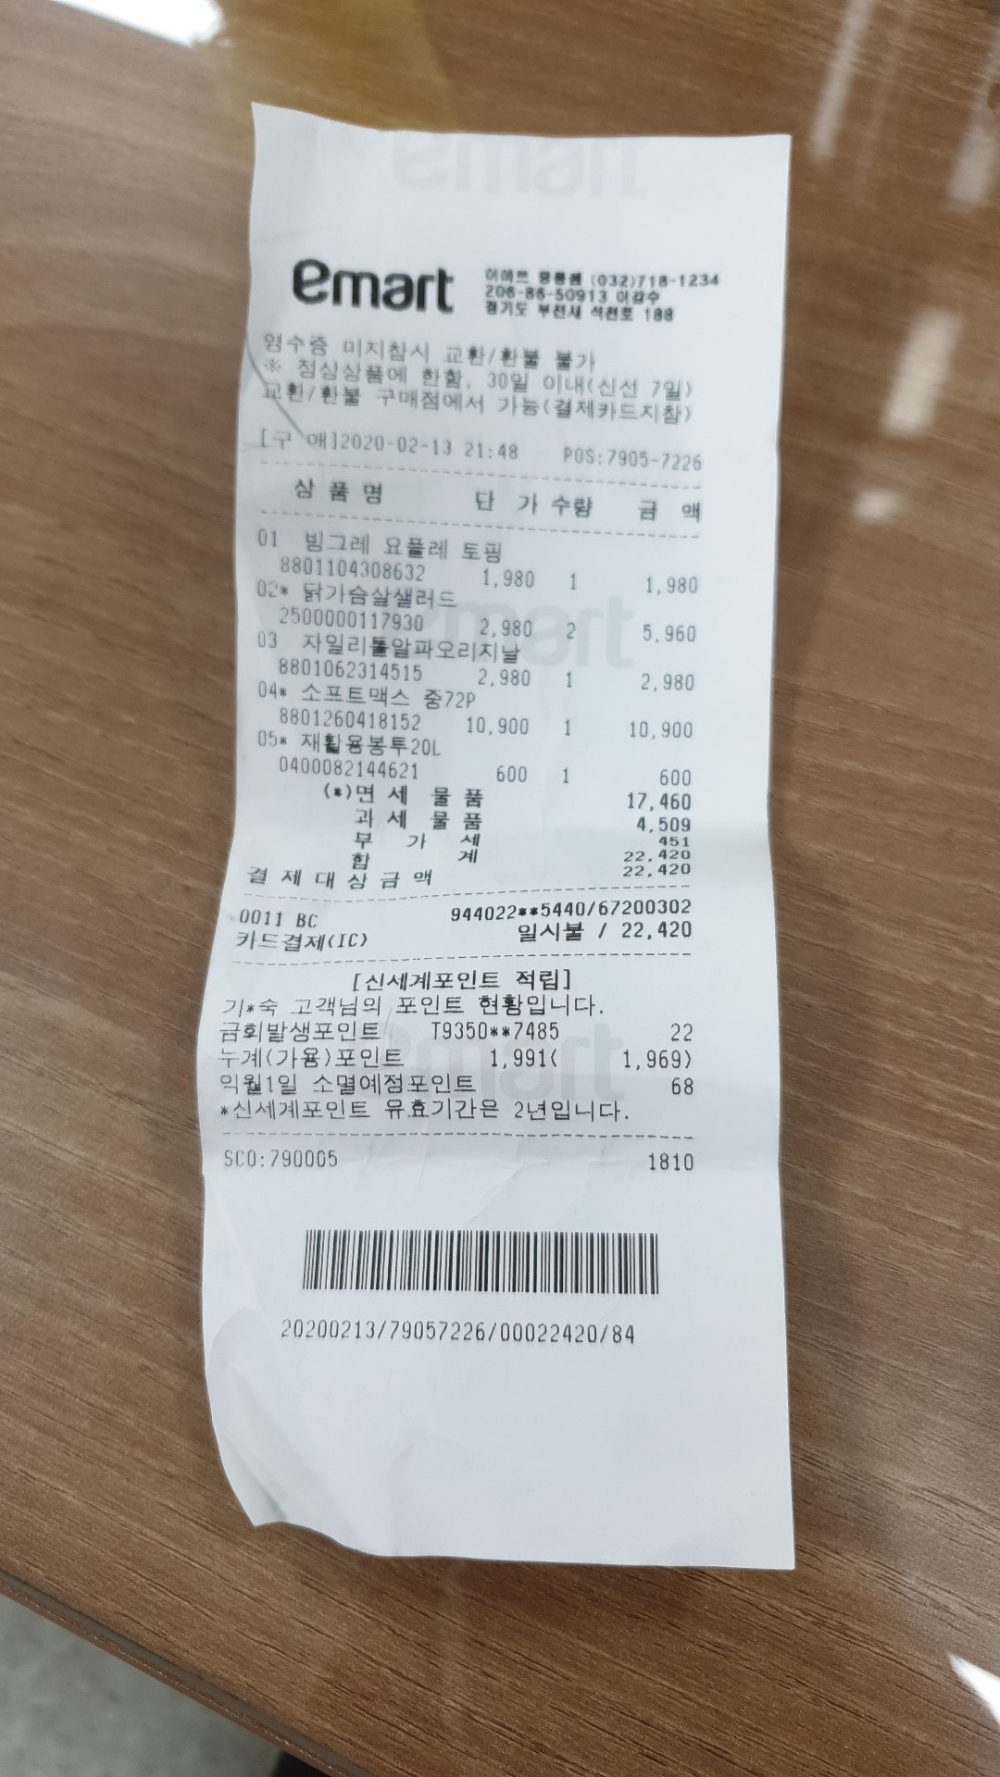 emart
이마트 중동점 (032)718-1234
206-86-50913 이갑수
경기도 부천시 석천로 188
영수증 미지참시 교환/환불 불가
※ 정상상품에 한함, 30일 이내(신선 7일)
교환/환불 구매점에서 가능(결제카드지참)
[구 매]2020-02-13 21:48 POS:7905-7226
상 품 명 단 가 수량 금 액
01 빙그레 요플레 토핑
8801104308632 1,980 1 1,980
02* 닭가슴살샐러드
2500000117930 2,980 2 5,960
03 자일리톨알파오리지날
8801062314515 2,980 1 2,980
04* 소프트맥스 중72P
8801260418152 10,900 1 10,900
05* 재활용봉투20L
0400082144621 600 1 600
(*)면 세 물 품 17,460
과 세 물 품 4,509
부 가 세 451
합 계 22,420
결 제 대 상 금 액 22,420
0011 BC 944022**5440/67200302
카드결제(IC) 일시불 / 22,420
[신세계포인트 적립]
기*숙 고객님의 포인트 현황입니다.
금회발생포인트 T9350**7485 22
누계(가용)포인트 1,991( 1,969)
익월1일 소멸예정포인트 68
*신세계포인트 유효기간은 2년입니다.
SCO:790005 1810
20200213/79057226/00022420/84